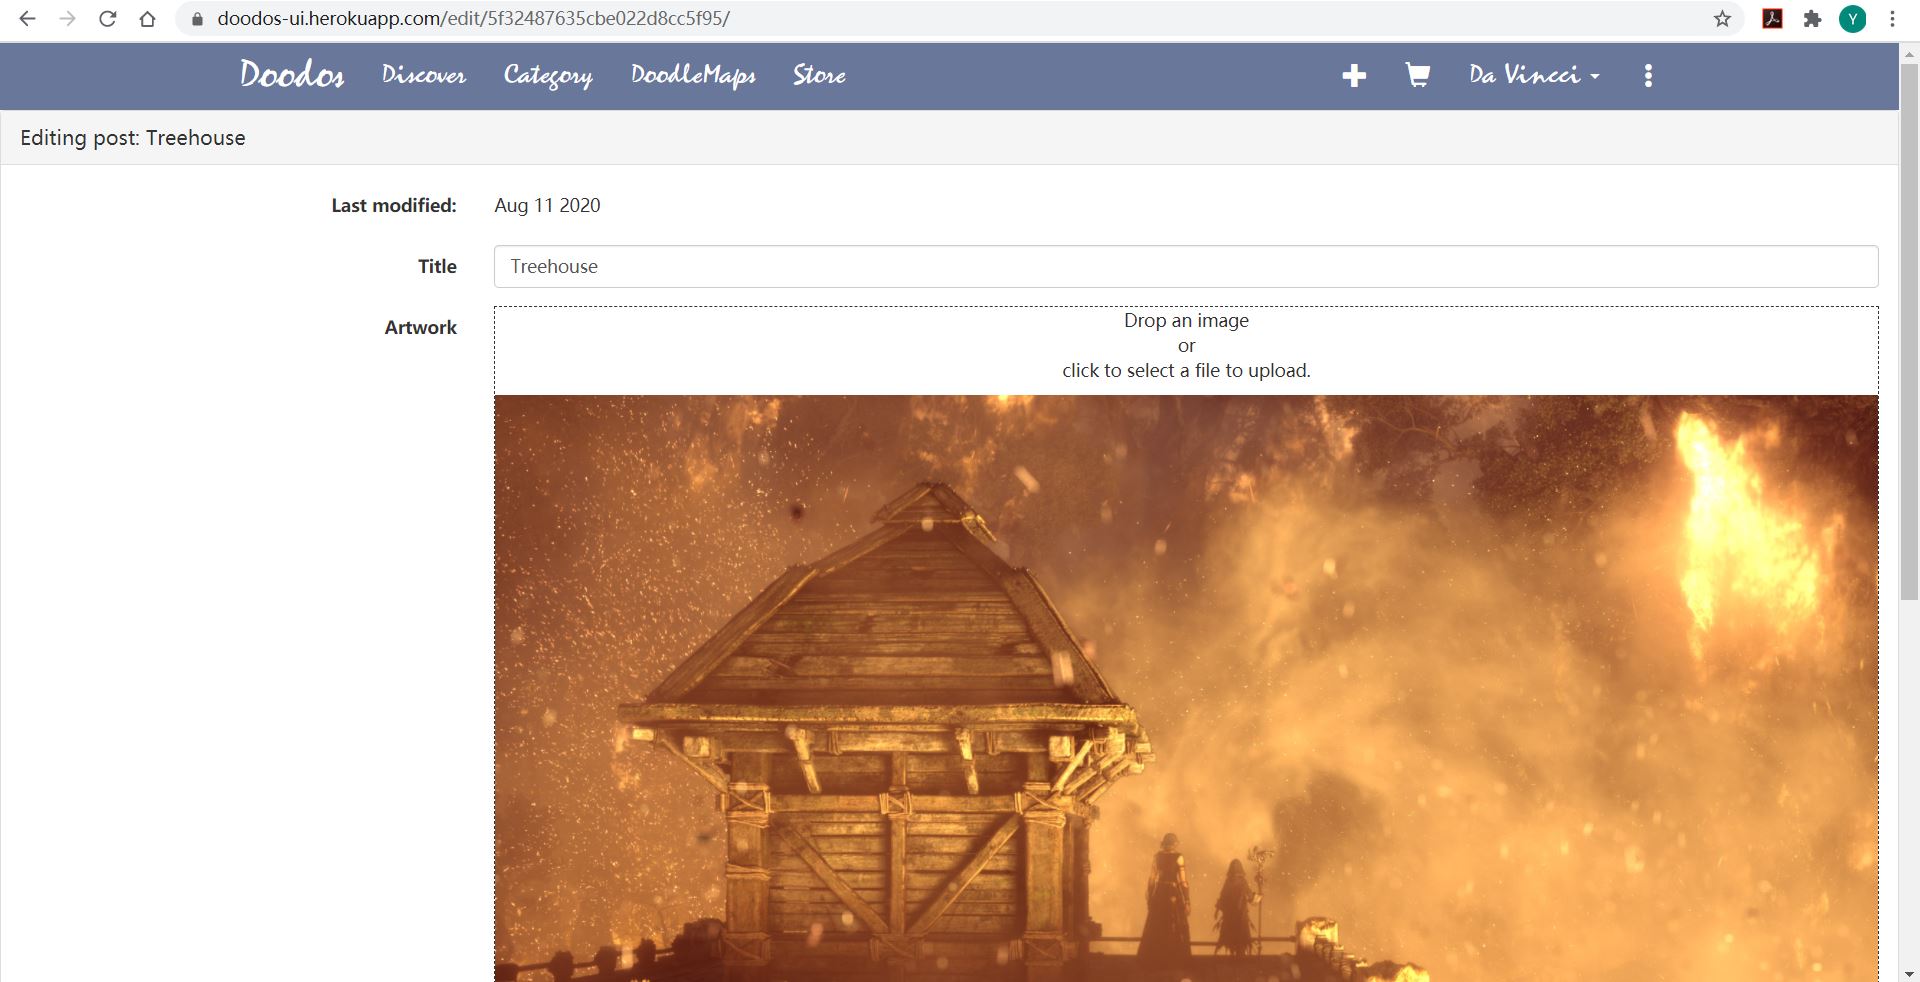 doodos-ui.herokuapp.com/edit/5f32487635cbe022d8cc5f95/
Y
Doodos Discover Category DoodleMaps Store Da Vincci
Editing post: Treehouse
Last modified: Aug 11 2020
Title Treehouse
Artwork
Drop an image
or
click to select a file to upload.